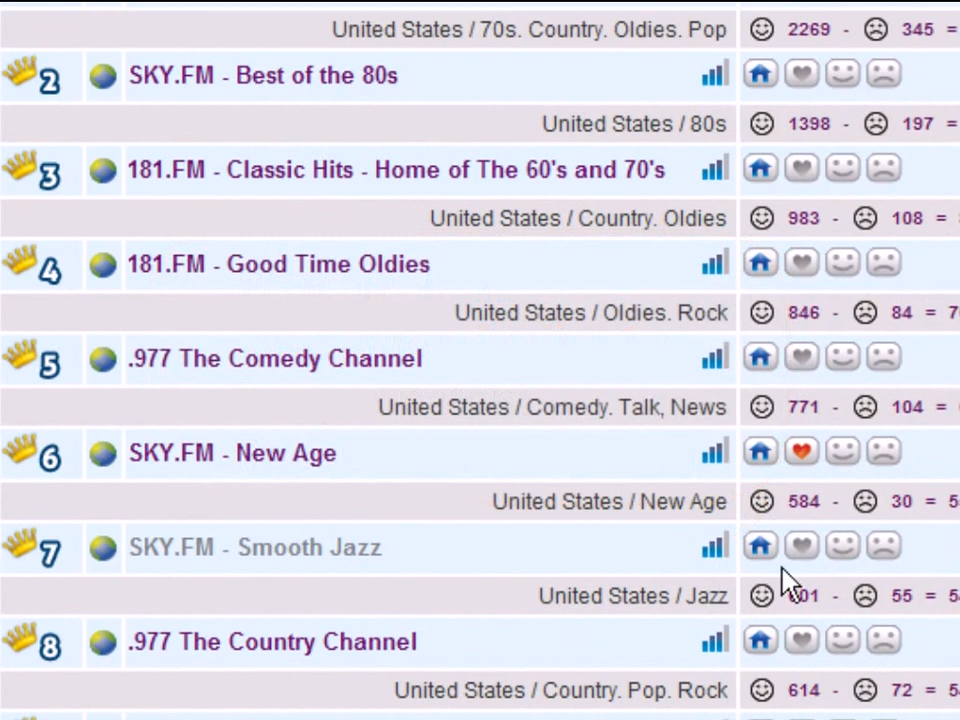 United States / 70s. Country. Oldies. Pop 2269 - 345 =
2 SKY.FM - Best of the 80s
United States / 80s 1398 - 197 =
3 181.FM - Classic Hits - Home of The 60's and 70's
United States / Country. Oldies 983 - 108 =
4 181.FM - Good Time Oldies
United States / Oldies. Rock 846 - 84 =
5 .977 The Comedy Channel
United States / Comedy. Talk, News 771 - 104 =
6 SKY.FM - New Age
United States / New Age 584 - 30 =
7 SKY.FM - Smooth Jazz
United States / Jazz - 55 =
8 .977 The Country Channel
United States / Country. Pop. Rock 614 - 72 =